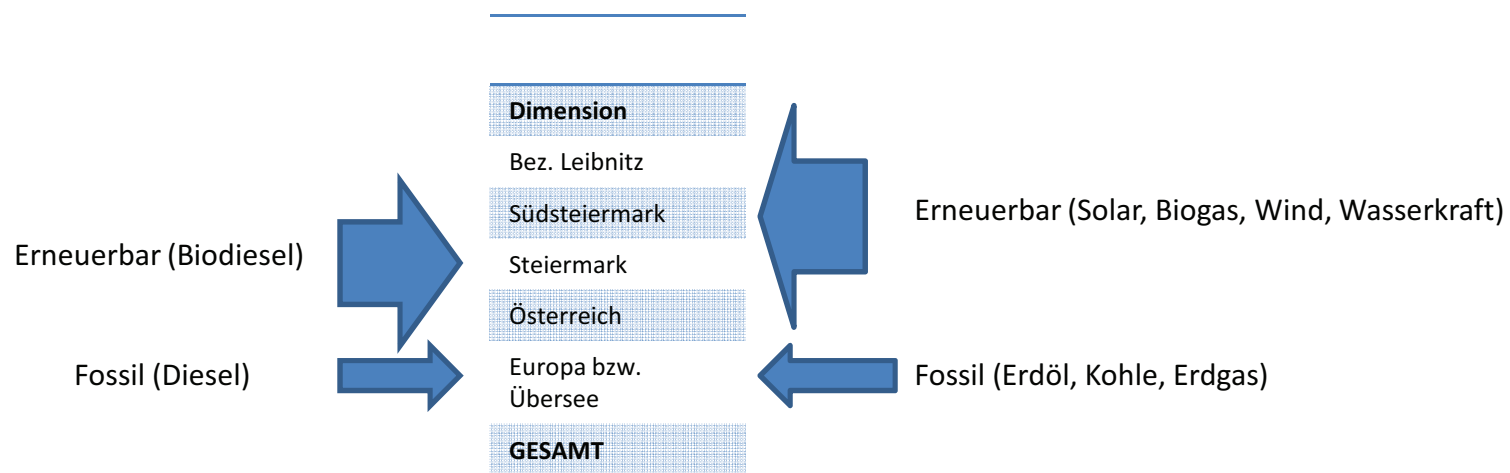 Dimension
Bez. Leibnitz
Südsteiermark
Erneuerbar (Solar, Biogas, Wind, Wasserkraft)
Erneuerbar (Biodiesel)
Steiermark
Österreich
Fossil (Diesel)
Europa bzw.
Übersee
Fossil (Erdöl, Kohle, Erdgas)
GESAMT